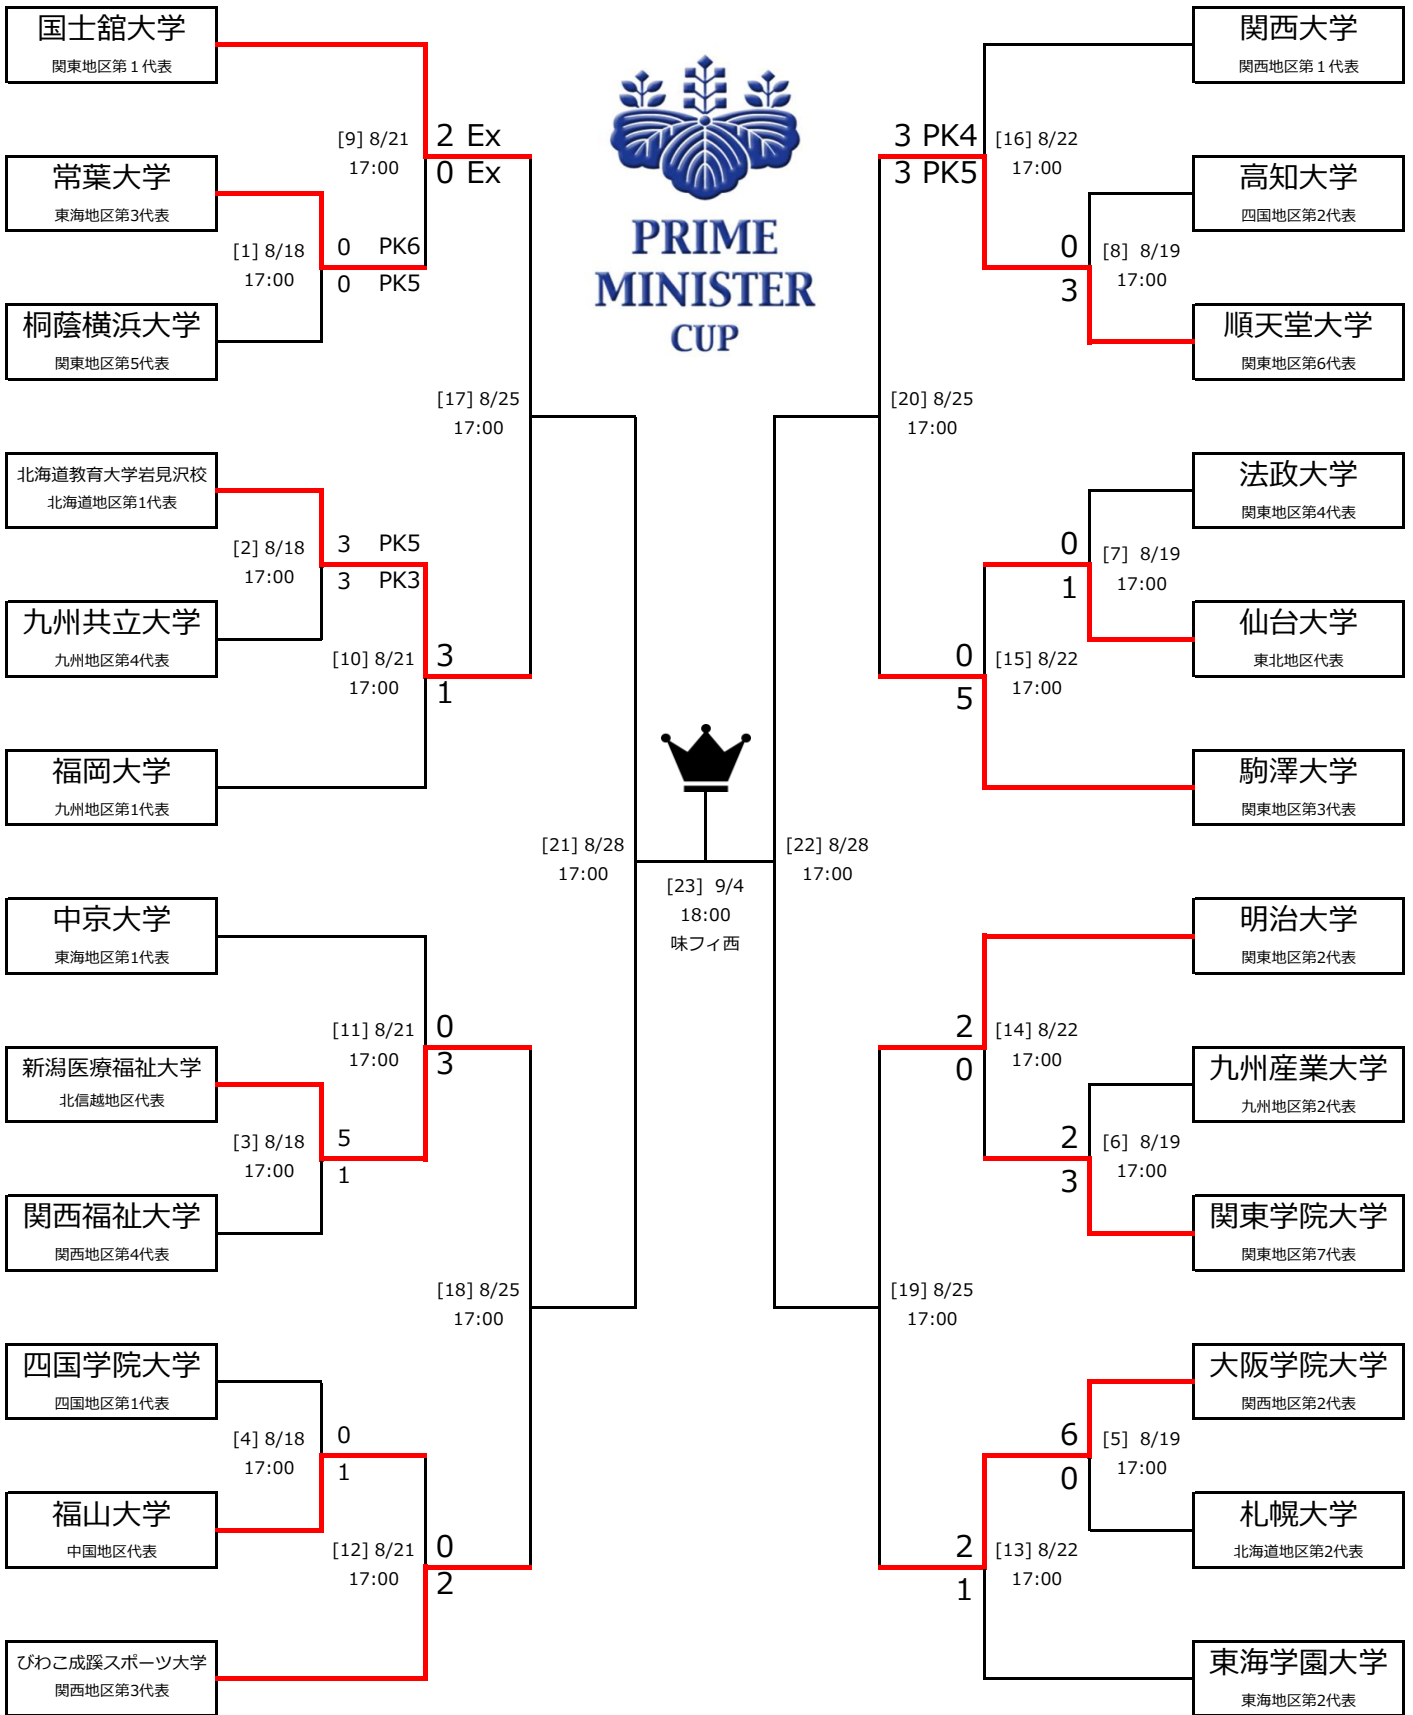 国士舘大学
関東地区第１代表
[9] 8/21
17:00
2 Ex
0 Ex
常葉大学
東海地区第3代表
[1] 8/18
17:00
0 PK6
0 PK5
桐蔭横浜大学
関東地区第5代表
[17] 8/25
17:00
北海道教育大学岩見沢校
北海道地区第1代表
[2] 8/18
17:00
3 PK5
3 PK3
九州共立大学
九州地区第4代表
[10] 8/21
17:00
3
1
福岡大学
九州地区第1代表
[21] 8/28
17:00
中京大学
東海地区第1代表
[11] 8/21
17:00
0
3
新潟医療福祉大学
北信越地区代表
[3] 8/18
17:00
5
1
関西福祉大学
関西地区第4代表
[18] 8/25
17:00
四国学院大学
四国地区第1代表
[4] 8/18
17:00
0
1
福山大学
中国地区代表
[12] 8/21
17:00
0
2
びわこ成蹊スポーツ大学
関西地区第3代表
PRIME
MINISTER
CUP
[23] 9/4
18:00
味フィ西
関西大学
関西地区第１代表
3 PK4
3 PK5
[16] 8/22
17:00
高知大学
四国地区第2代表
0
3
[8] 8/19
17:00
順天堂大学
関東地区第6代表
[20] 8/25
17:00
法政大学
関東地区第4代表
0
1
[7] 8/19
17:00
仙台大学
東北地区代表
0
5
[15] 8/22
17:00
駒澤大学
関東地区第3代表
[22] 8/28
17:00
明治大学
関東地区第2代表
2
0
[14] 8/22
17:00
九州産業大学
九州地区第2代表
2
3
[6] 8/19
17:00
関東学院大学
関東地区第7代表
[19] 8/25
17:00
大阪学院大学
関西地区第2代表
6
0
[5] 8/19
17:00
札幌大学
北海道地区第2代表
2
1
[13] 8/22
17:00
東海学園大学
東海地区第2代表